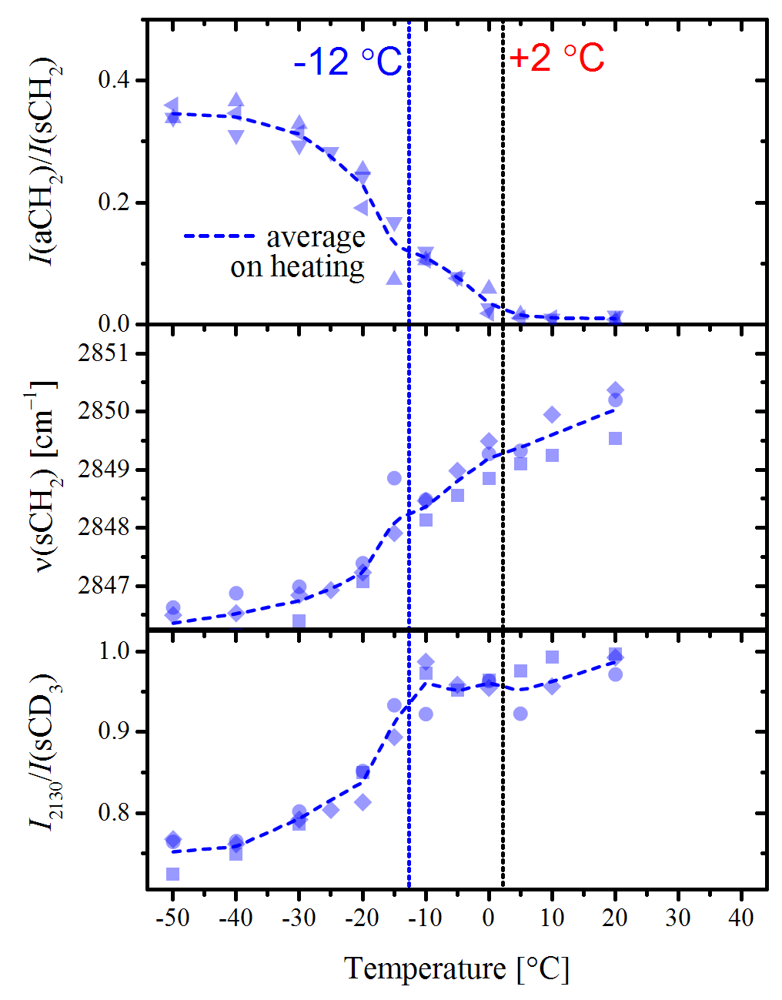 -12 °C
+2 °C
I(aCH₂)/I(sCH₂)
0.4
0.2
0.0
average
on heating
ν(sCH₂) [cm⁻¹]
2851
2850
2849
2848
2847
I₂₁₃₀/I(sCD₃)
1.0
0.9
0.8
-50 -40 -30 -20 -10 0 10 20 30 40
Temperature [°C]